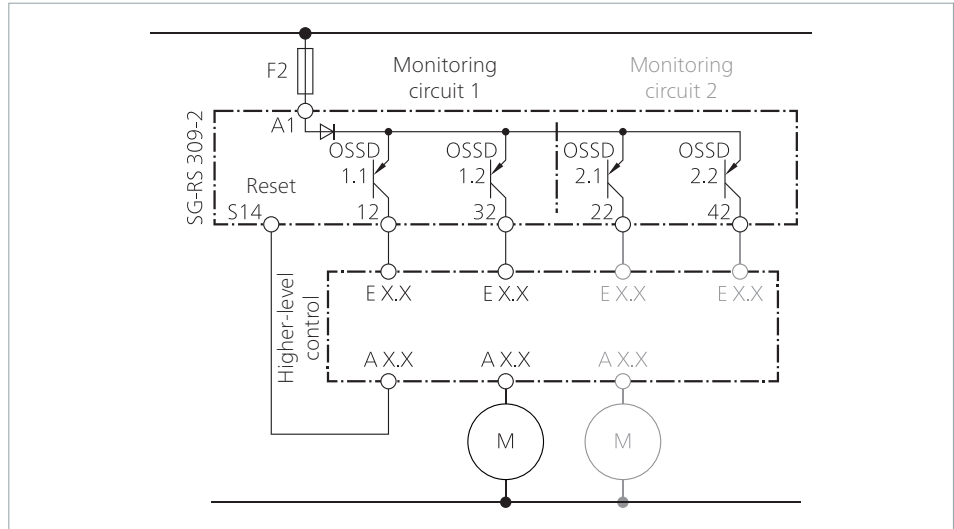 F2
Monitoring
circuit 1
Monitoring
circuit 2
A1
SG-RS 309-2
OSSD
1.1
OSSD
1.2
OSSD
2.1
OSSD
2.2
Reset
S14
12
32
22
42
Higher-level
control
E X.X
E X.X
E X.X
E X.X
A X.X
A X.X
A X.X
M
M